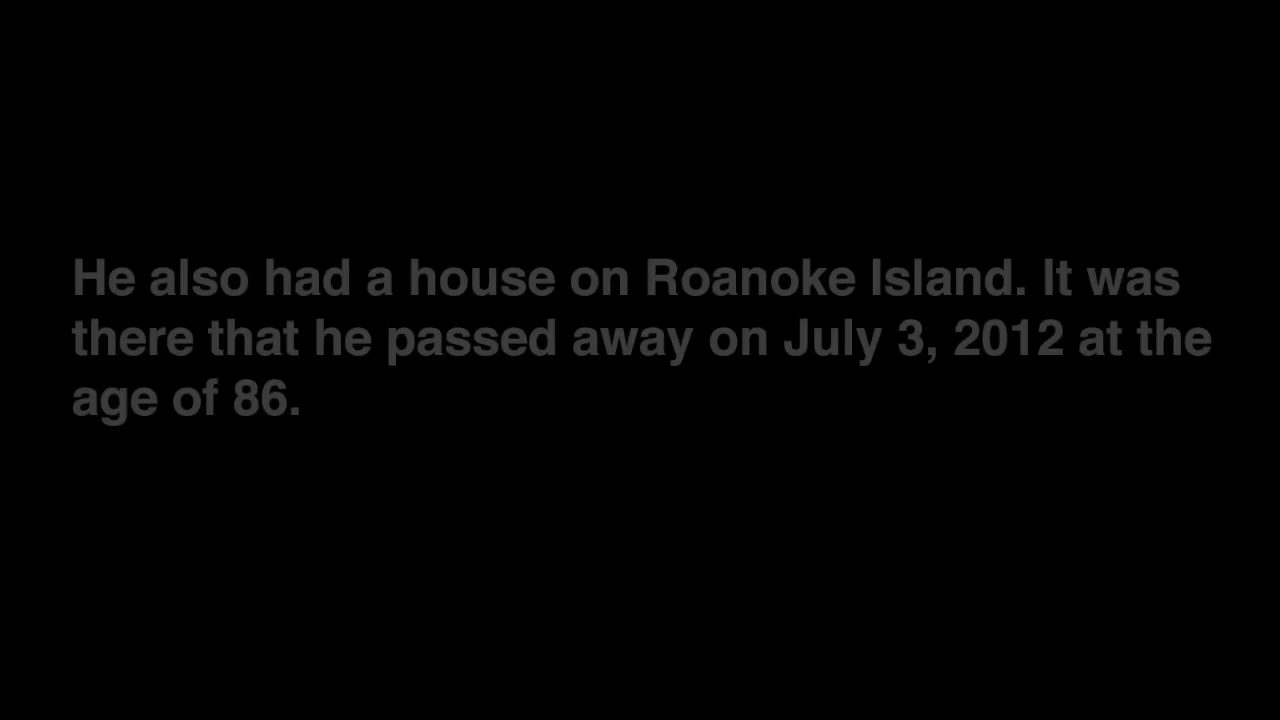 He also had a house on Roanoke Island. It was
there that he passed away on July 3, 2012 at the
age of 86.